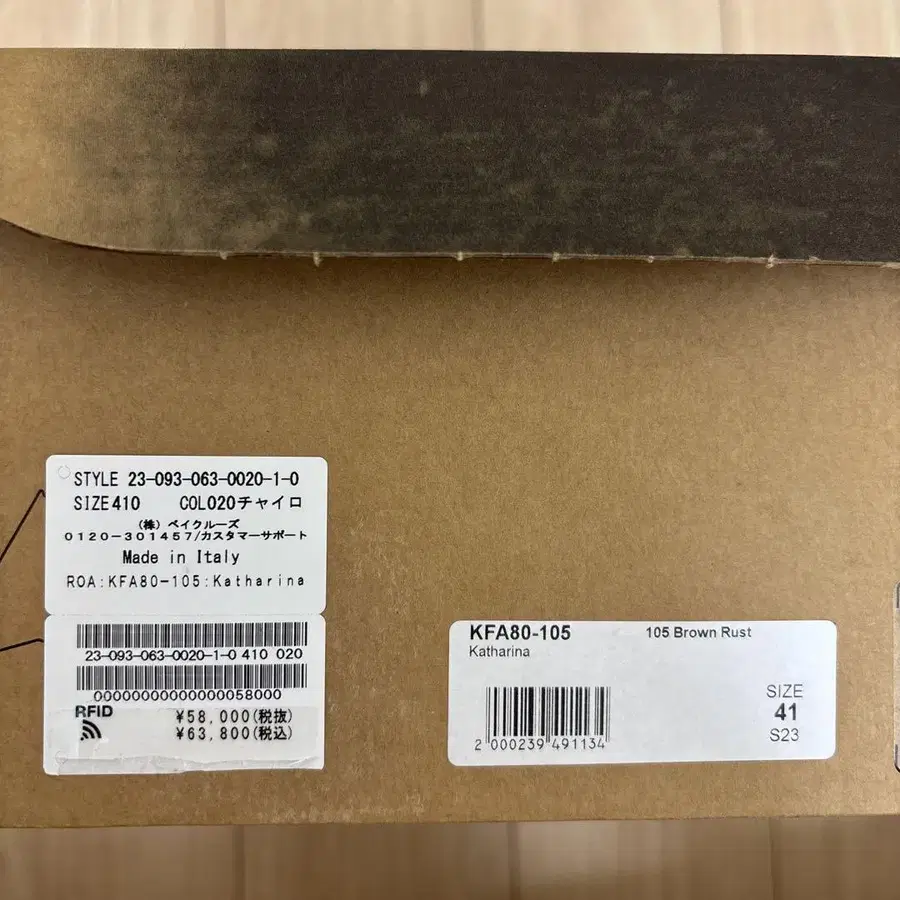 STYLE 23-093-063-0020-1-0
SIZE410 COL020チャイロ
(株) ベイクルーズ
0120-301457/カスタマーサポート
Made in Italy
ROA:KFA80-105:Katharina
23-093-063-0020-1-0 410 020
00000000000000058000
RFID
¥58,000(税抜)
¥63,800(税込)
KFA80-105 105 Brown Rust
Katharina
2 000239 491134
SIZE
41
S23